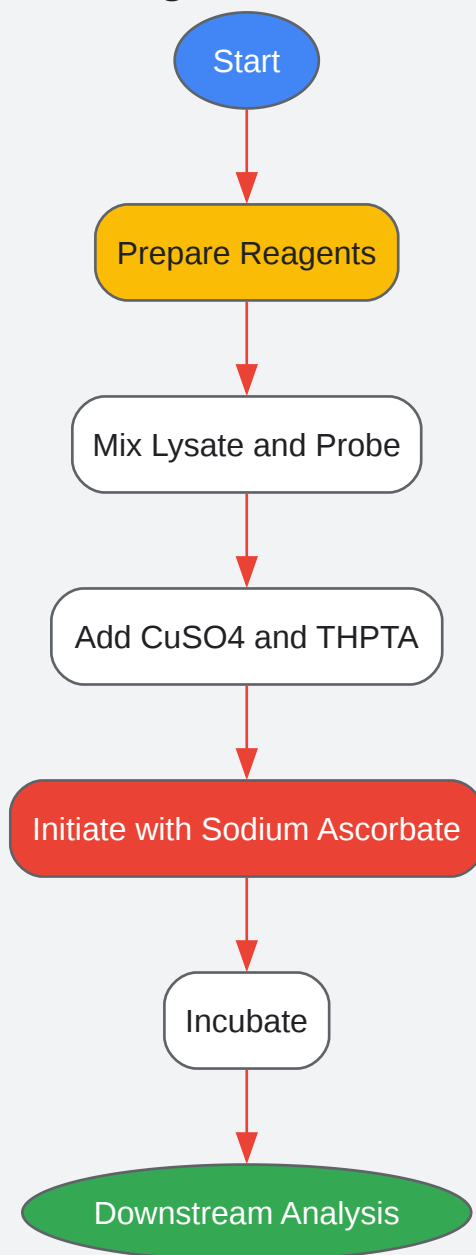 Start
Prepare Reagents
Mix Lysate and Probe
Add CuSO4 and THPTA
Initiate with Sodium Ascorbate
Incubate
Downstream Analysis